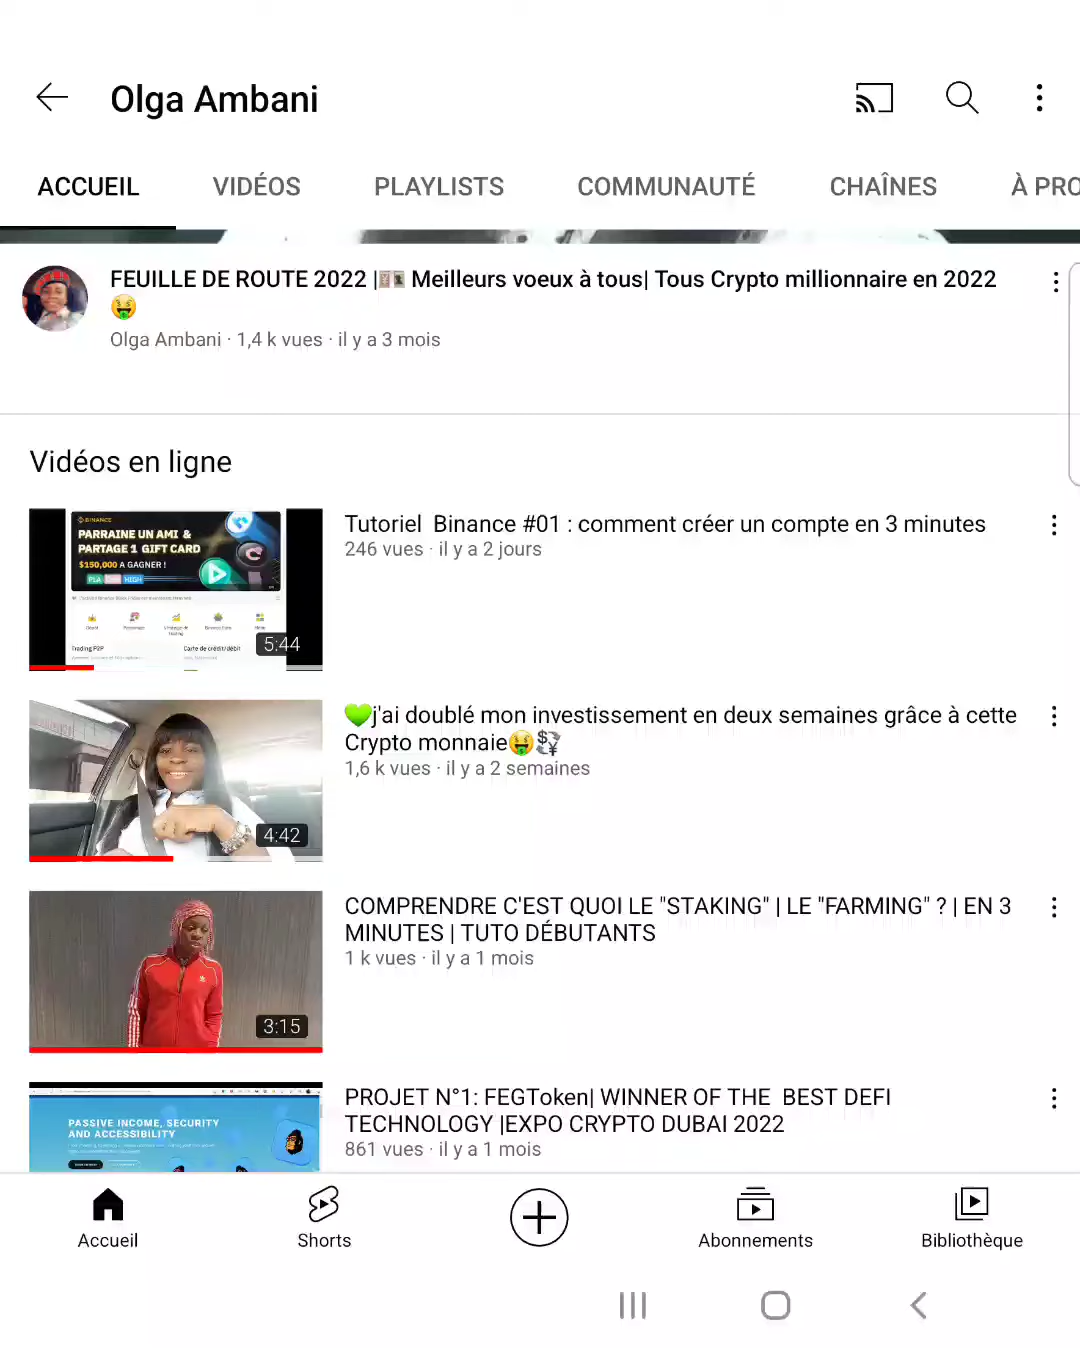 Olga Ambani
ACCUEIL VIDÉOS PLAYLISTS COMMUNAUTÉ CHAÎNES À PRO
FEUILLE DE ROUTE 2022 |💵 Meilleurs voeux à tous| Tous Crypto millionnaire en 2022
🤑
Olga Ambani · 1,4 k vues · il y a 3 mois
Vidéos en ligne
BINANCE
PARRAINE UN AMI &
PARTAGE 1 GIFT CARD
$150,000 A GAGNER !
Trading P2P Carte de crédit/débit
5:44
Tutoriel Binance #01 : comment créer un compte en 3 minutes
246 vues · il y a 2 jours
4:42
💚j'ai doublé mon investissement en deux semaines grâce à cette
Crypto monnaie🤑💱
1,6 k vues · il y a 2 semaines
3:15
COMPRENDRE C'EST QUOI LE "STAKING" | LE "FARMING" ? | EN 3
MINUTES | TUTO DÉBUTANTS
1 k vues · il y a 1 mois
PASSIVE INCOME, SECURITY
AND ACCESSIBILITY
PROJET N°1: FEGToken| WINNER OF THE BEST DEFI
TECHNOLOGY |EXPO CRYPTO DUBAI 2022
861 vues · il y a 1 mois
Accueil Shorts Abonnements Bibliothèque